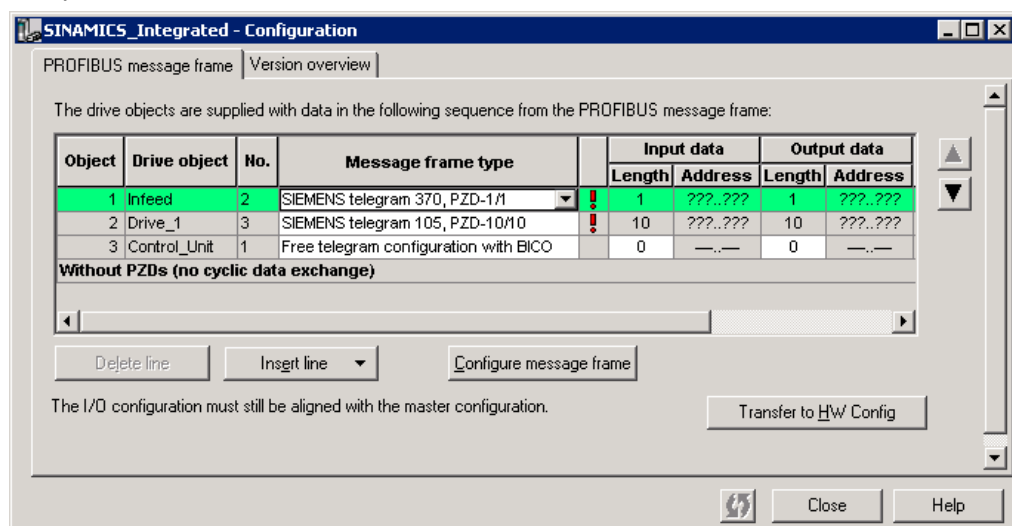 SINAMICS_Integrated - Configuration
PROFIBUS message frame Version overview
The drive objects are supplied with data in the following sequence from the PROFIBUS message frame:
Object Drive object No. Message frame type Input data Output data
Length Address Length Address
1 Infeed 2 SIEMENS telegram 370, PZD-1/1 ! 1 ???..??? 1 ???..???
2 Drive_1 3 SIEMENS telegram 105, PZD-10/10 ! 10 ???..??? 10 ???..???
3 Control_Unit 1 Free telegram configuration with BICO 0 —..— 0 —..—
Without PZDs (no cyclic data exchange)
Delete line Insert line Configure message frame
The I/O configuration must still be aligned with the master configuration.
Transfer to HW Config
Close Help